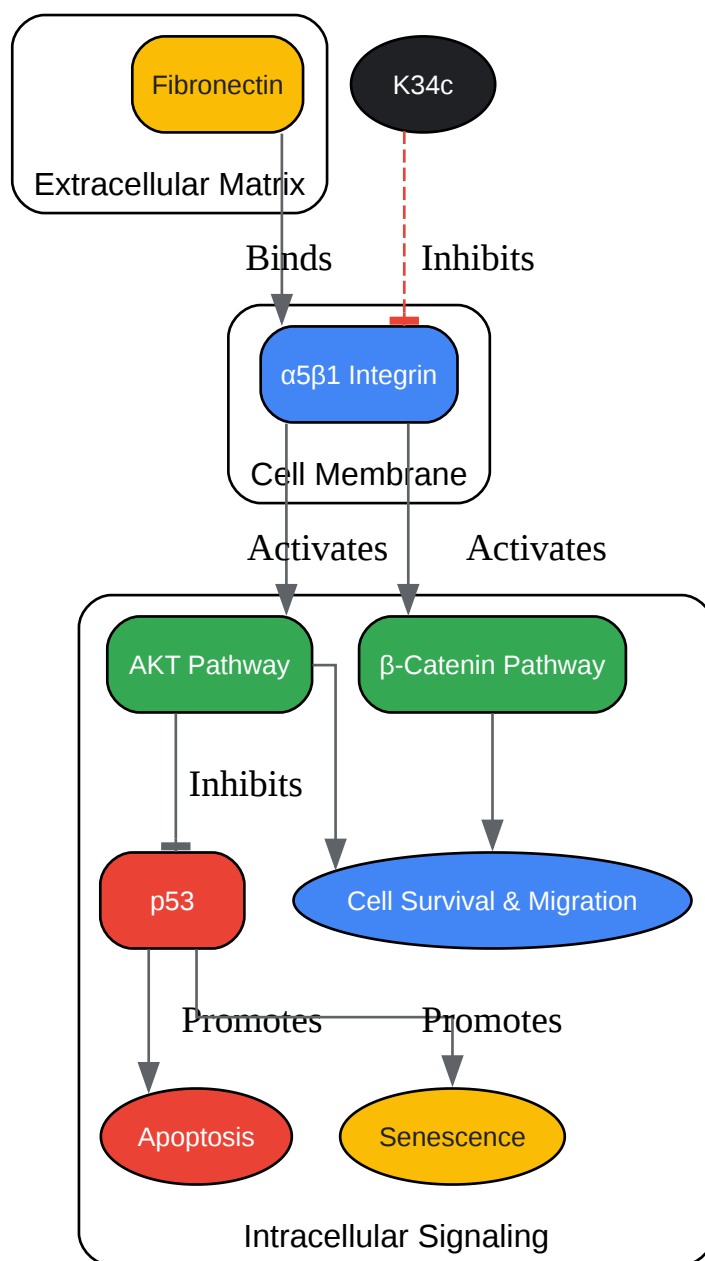 Fibronectin
K34c
Extracellular Matrix
Binds
Inhibits
α5β1 Integrin
Cell Membrane
Activates
Activates
AKT Pathway
β-Catenin Pathway
Inhibits
p53
Cell Survival & Migration
Promotes
Promotes
Apoptosis
Senescence
Intracellular Signaling